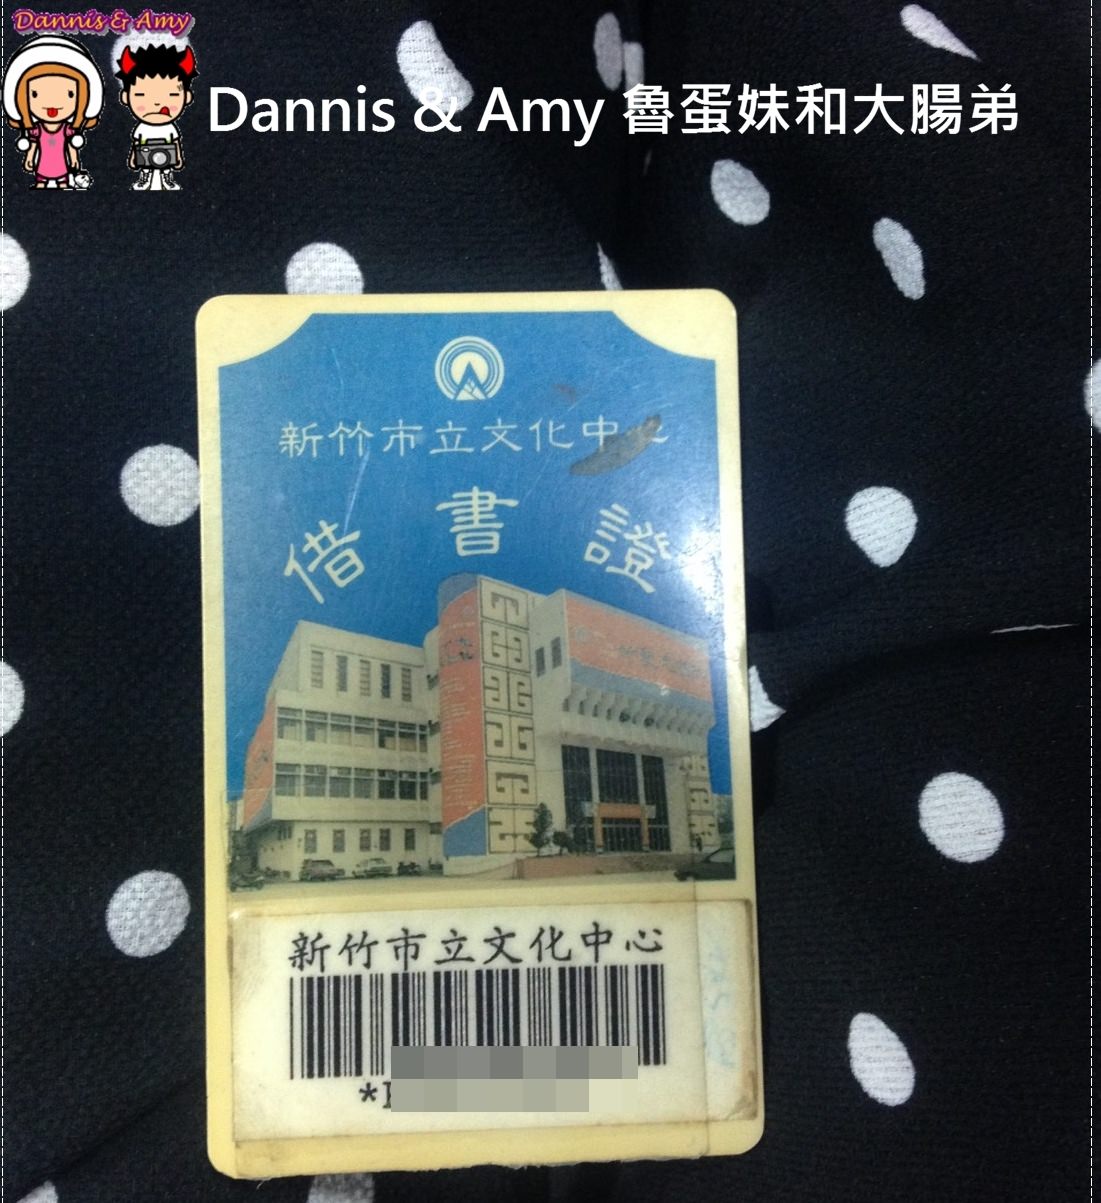 Dannis & Amy
Dannis & Amy 魯蛋妹和大腸弟
新竹市立文化中心
借書證
新竹市立文化中心